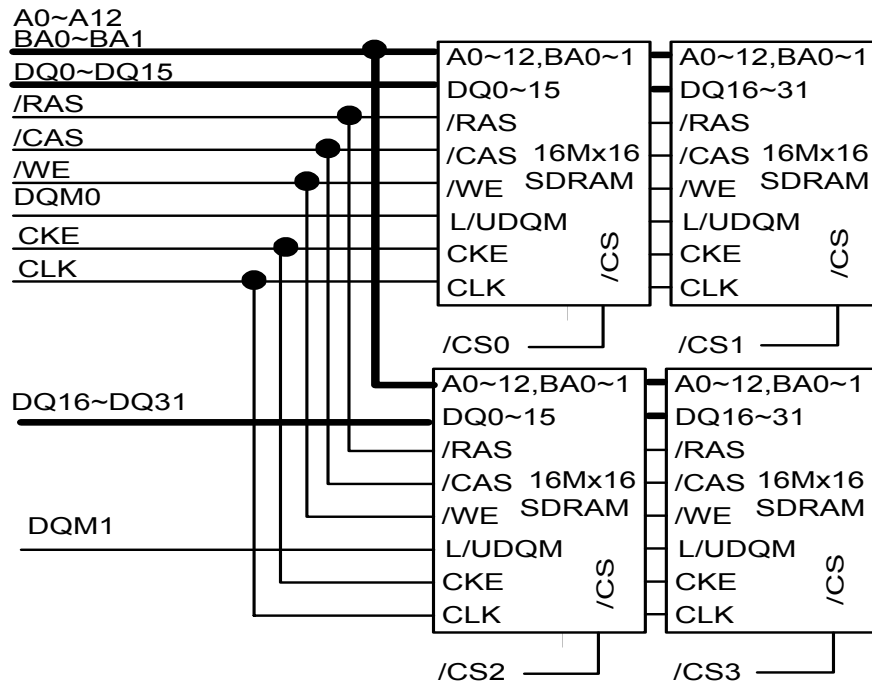 A0~A12
BA0~BA1
DQ0~DQ15
/RAS
/CAS
/WE
DQM0
CKE
CLK
A0~12,BA0~1
DQ0~15
/RAS
/CAS 16Mx16
/WE SDRAM
L/UDQM
CKE
CLK
/CS
/CS0
A0~12,BA0~1
DQ16~31
/RAS
/CAS 16Mx16
/WE SDRAM
L/UDQM
CKE
CLK
/CS
/CS1
DQ16~DQ31
DQM1
A0~12,BA0~1
DQ0~15
/RAS
/CAS 16Mx16
/WE SDRAM
L/UDQM
CKE
CLK
/CS
/CS2
A0~12,BA0~1
DQ16~31
/RAS
/CAS 16Mx16
/WE SDRAM
L/UDQM
CKE
CLK
/CS
/CS3